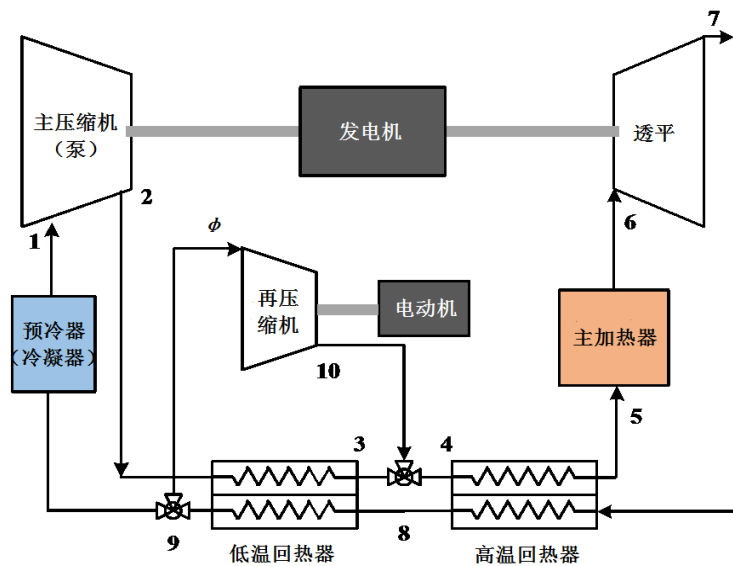 7
主压缩机
（泵）
发电机
透平
2
6
1
ϕ
再压
缩机
电动机
预冷器
（冷凝器）
主加热器
10
5
3
4
9
8
低温回热器
高温回热器